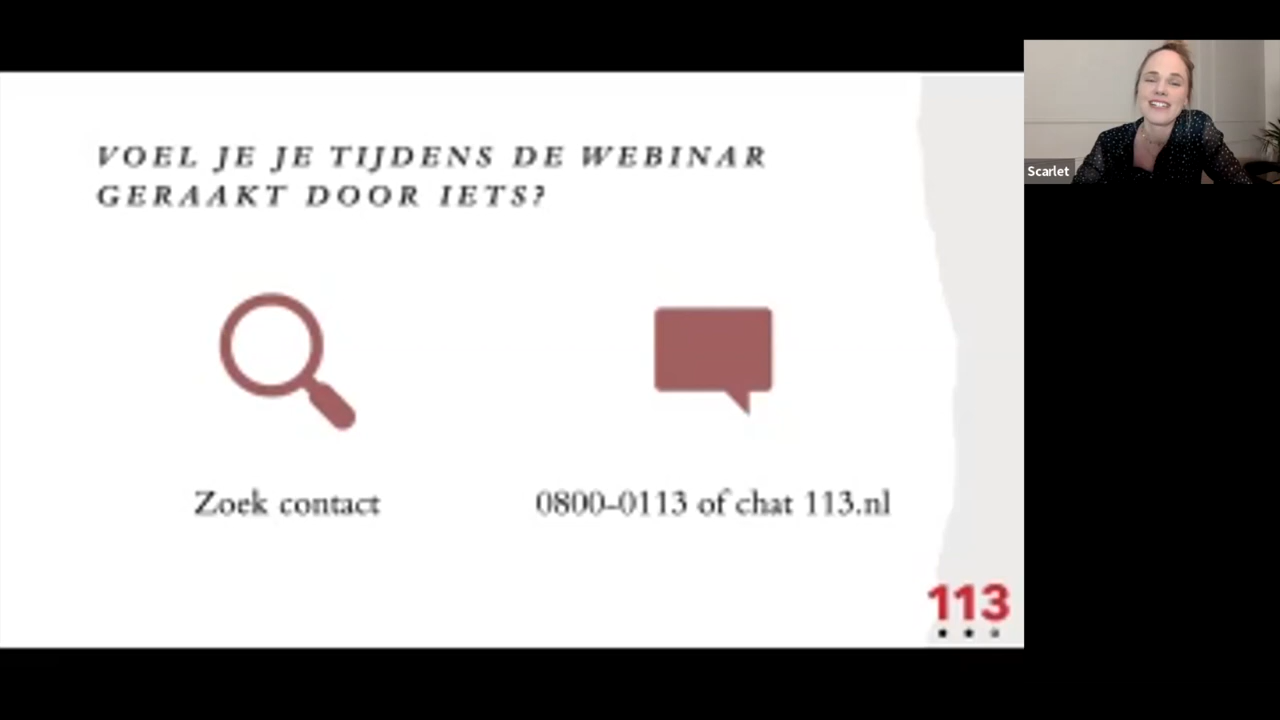 VOEL JE JE TIJDENS DE WEBINAR
GERAAKT DOOR IETS?
Zoek contact
0800-0113 of chat 113.nl
113
Scarlet